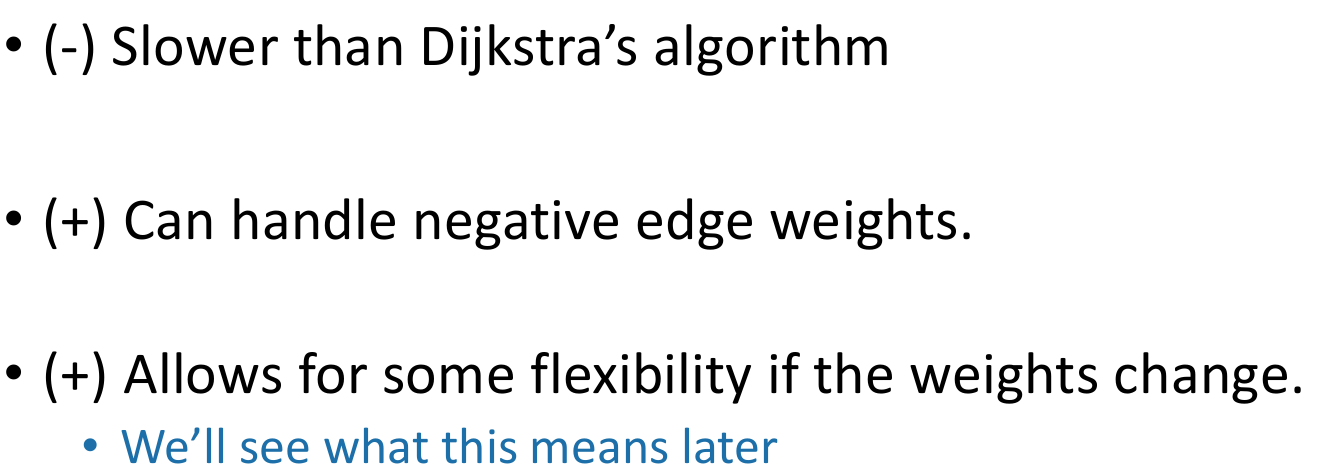 • (-) Slower than Dijkstra’s algorithm
• (+) Can handle negative edge weights.
• (+) Allows for some flexibility if the weights change.
• We’ll see what this means later